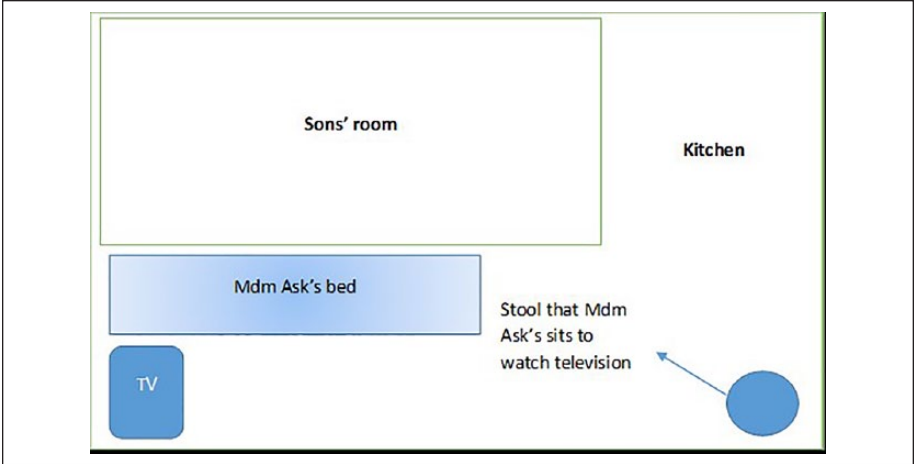 Sons' room
Kitchen
Mdm Ask's bed
Stool that Mdm
Ask's sits to
watch television
TV